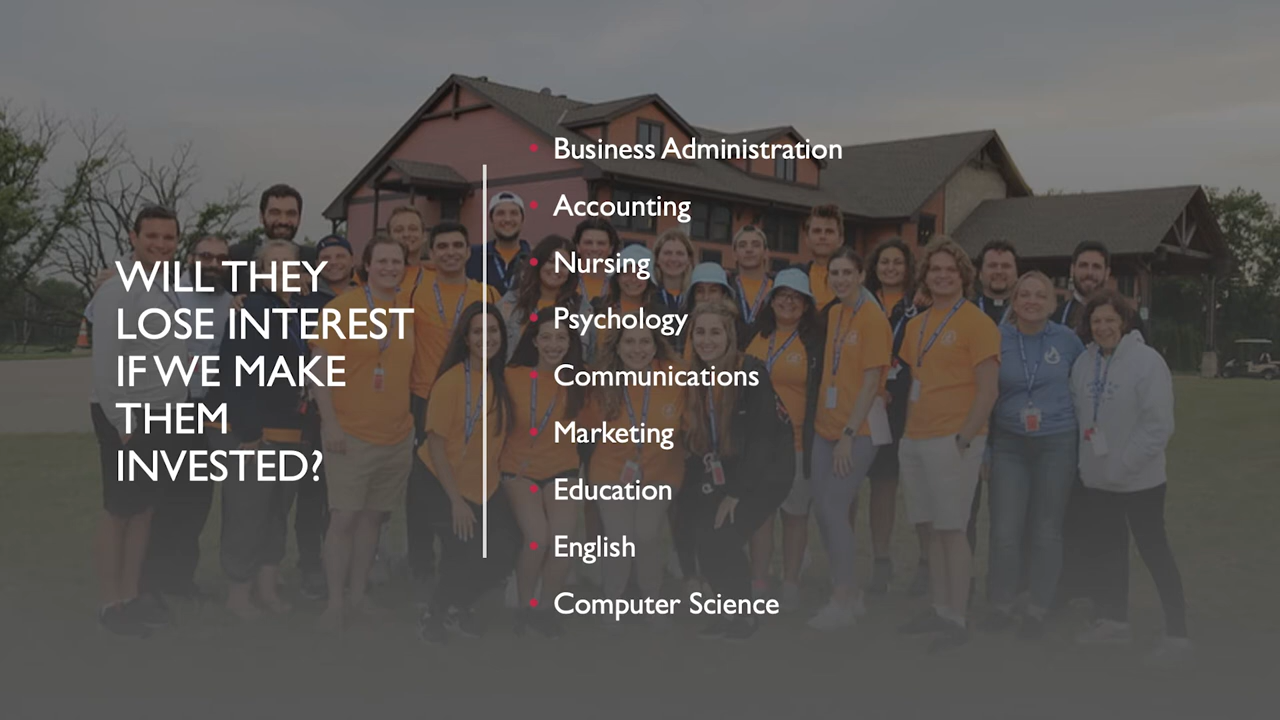 WILL THEY
LOSE INTEREST
IF WE MAKE
THEM
INVESTED?
• Business Administration
• Accounting
• Nursing
• Psychology
• Communications
• Marketing
• Education
• English
• Computer Science